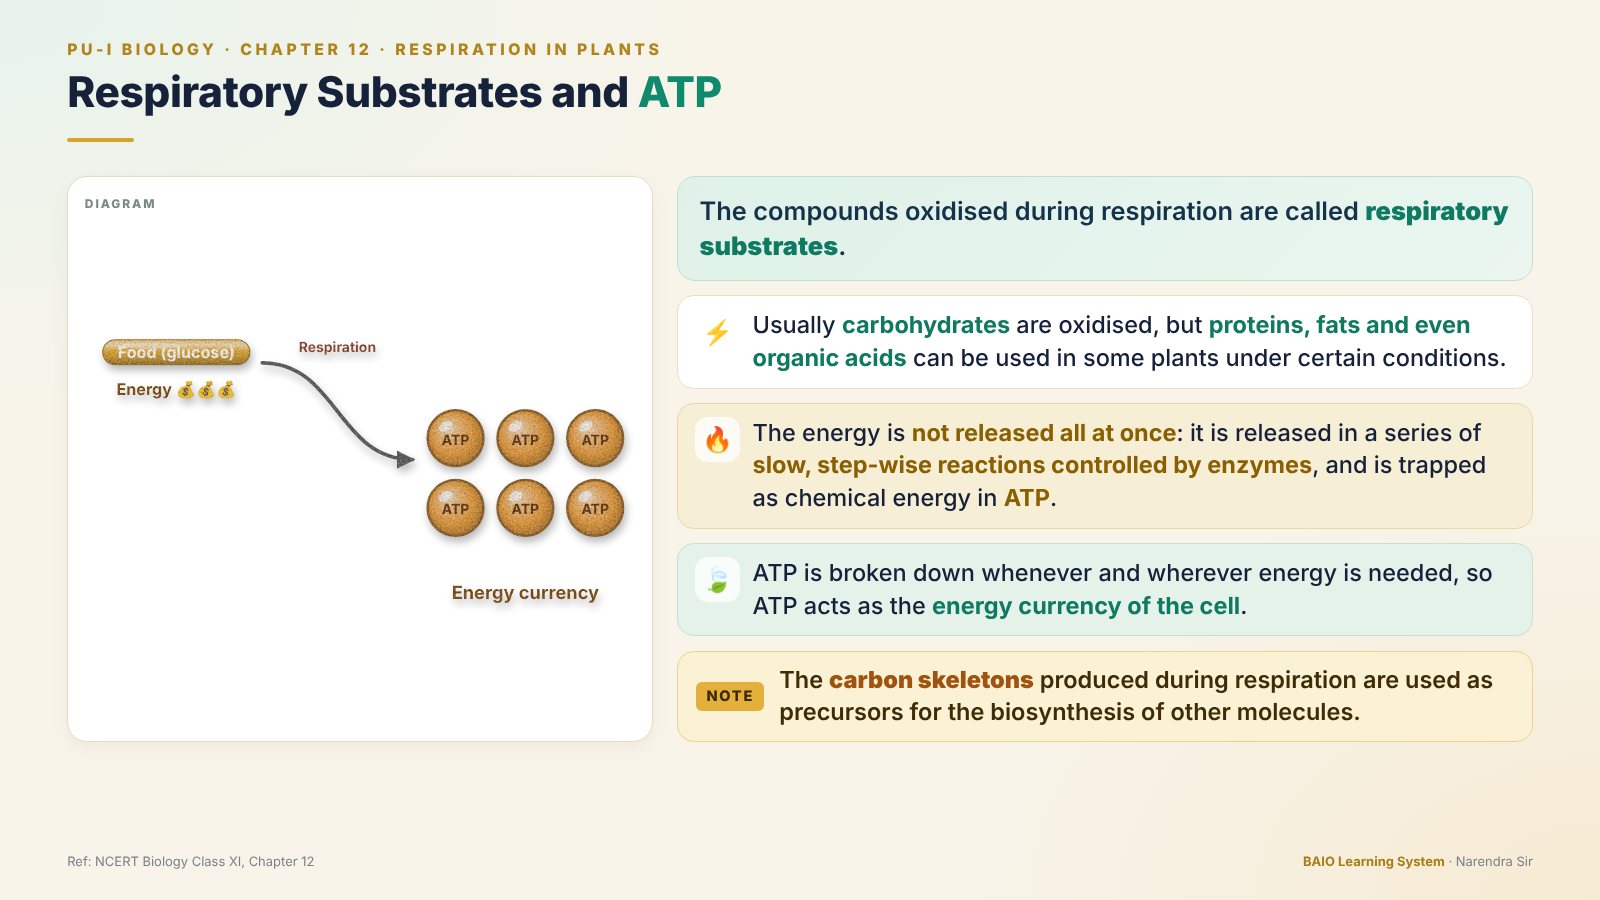 PU-I BIOLOGY · CHAPTER 12 · RESPIRATION IN PLANTS
Respiratory Substrates and ATP
DIAGRAM
Food (glucose)
Energy 💰💰💰
Respiration
ATP ATP ATP
ATP ATP ATP
Energy currency
The compounds oxidised during respiration are called respiratory
substrates.
⚡ Usually carbohydrates are oxidised, but proteins, fats and even
organic acids can be used in some plants under certain conditions.
🔥 The energy is not released all at once: it is released in a series of
slow, step-wise reactions controlled by enzymes, and is trapped
as chemical energy in ATP.
🍃 ATP is broken down whenever and wherever energy is needed, so
ATP acts as the energy currency of the cell.
NOTE
The carbon skeletons produced during respiration are used as
precursors for the biosynthesis of other molecules.
Ref: NCERT Biology Class XI, Chapter 12
BAIO Learning System · Narendra Sir